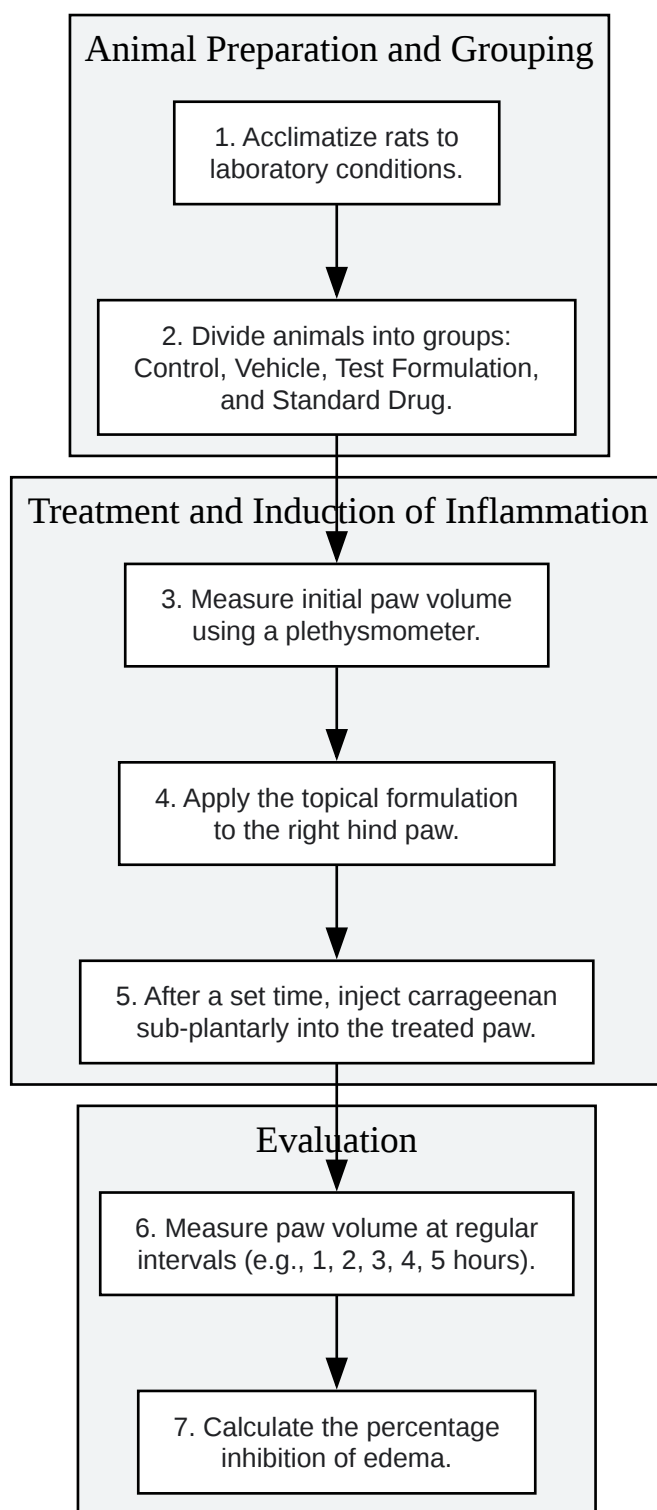 Animal Preparation and Grouping
1. Acclimatize rats to
laboratory conditions.
2. Divide animals into groups:
Control, Vehicle, Test Formulation,
and Standard Drug.
Treatment and Induction of Inflammation
3. Measure initial paw volume
using a plethysmometer.
4. Apply the topical formulation
to the right hind paw.
5. After a set time, inject carrageenan
sub-plantarly into the treated paw.
Evaluation
6. Measure paw volume at regular
intervals (e.g., 1, 2, 3, 4, 5 hours).
7. Calculate the percentage
inhibition of edema.